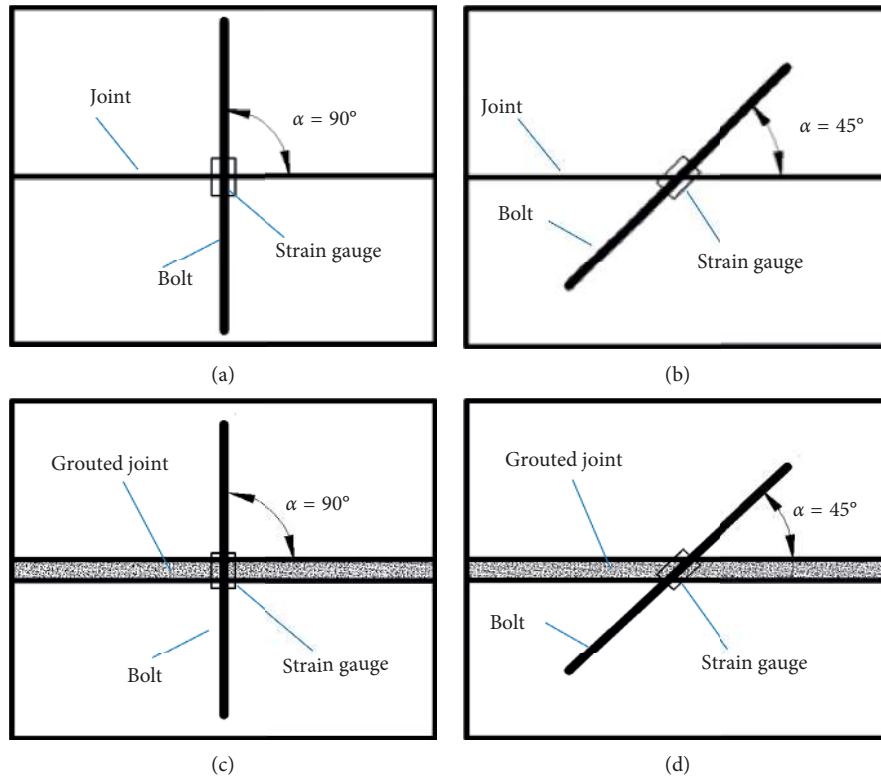 Joint
α = 90°
Strain gauge
Bolt
(a)
Joint
α = 45°
Bolt
Strain gauge
(b)
Grouted joint
α = 90°
Bolt
Strain gauge
(c)
Grouted joint
α = 45°
Bolt
Strain gauge
(d)